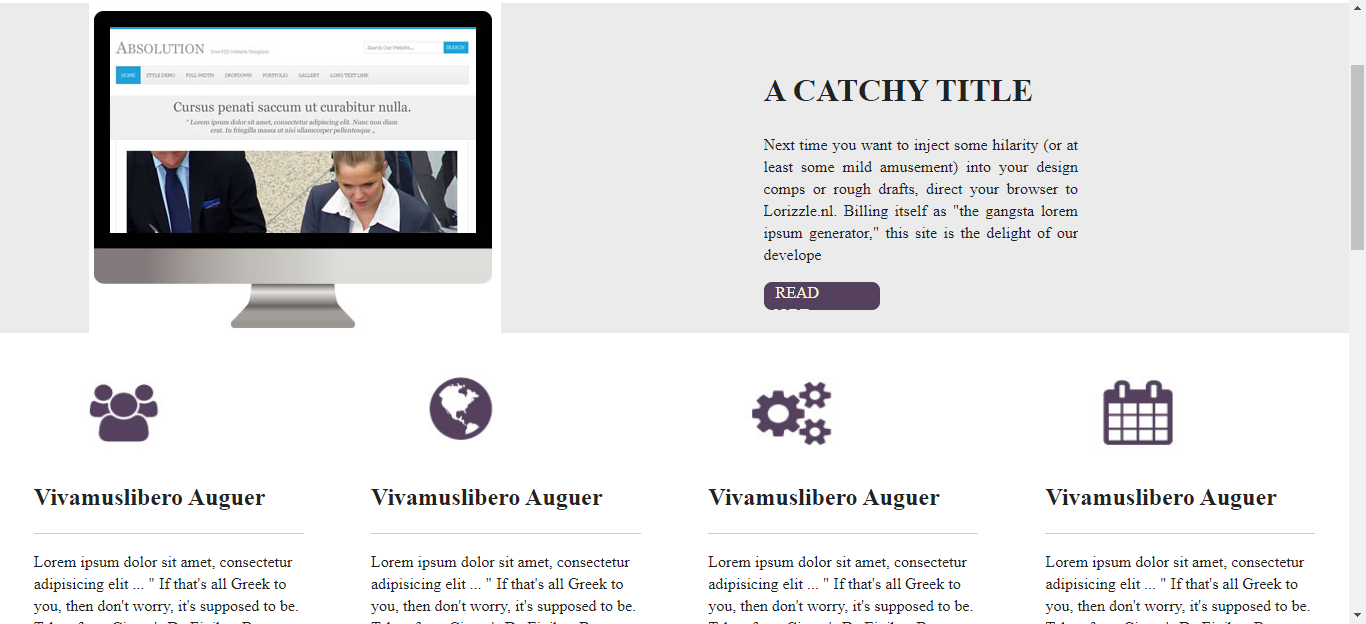 ABSOLUTION Free PSD Website Template
Search Our Website... SEARCH
HOME STYLE DEMO FULL WIDTH DROPDOWN PORTFOLIO GALLERY LONG TEXT LINK
Cursus penati saccum ut curabitur nulla.
" Lorem ipsum dolor sit amet, consectetur adipiscing elit. Nunc non diam
erat. In fringilla massa ut nisi ullamcorper pellentesque „
A CATCHY TITLE
Next time you want to inject some hilarity (or at
least some mild amusement) into your design
comps or rough drafts, direct your browser to
Lorizzle.nl. Billing itself as "the gangsta lorem
ipsum generator," this site is the delight of our
develope
READ
Vivamuslibero Auguer
Lorem ipsum dolor sit amet, consectetur
adipisicing elit ... " If that's all Greek to
you, then don't worry, it's supposed to be.
Vivamuslibero Auguer
Lorem ipsum dolor sit amet, consectetur
adipisicing elit ... " If that's all Greek to
you, then don't worry, it's supposed to be.
Vivamuslibero Auguer
Lorem ipsum dolor sit amet, consectetur
adipisicing elit ... " If that's all Greek to
you, then don't worry, it's supposed to be.
Vivamuslibero Auguer
Lorem ipsum dolor sit amet, consectetur
adipisicing elit ... " If that's all Greek to
you, then don't worry, it's supposed to be.